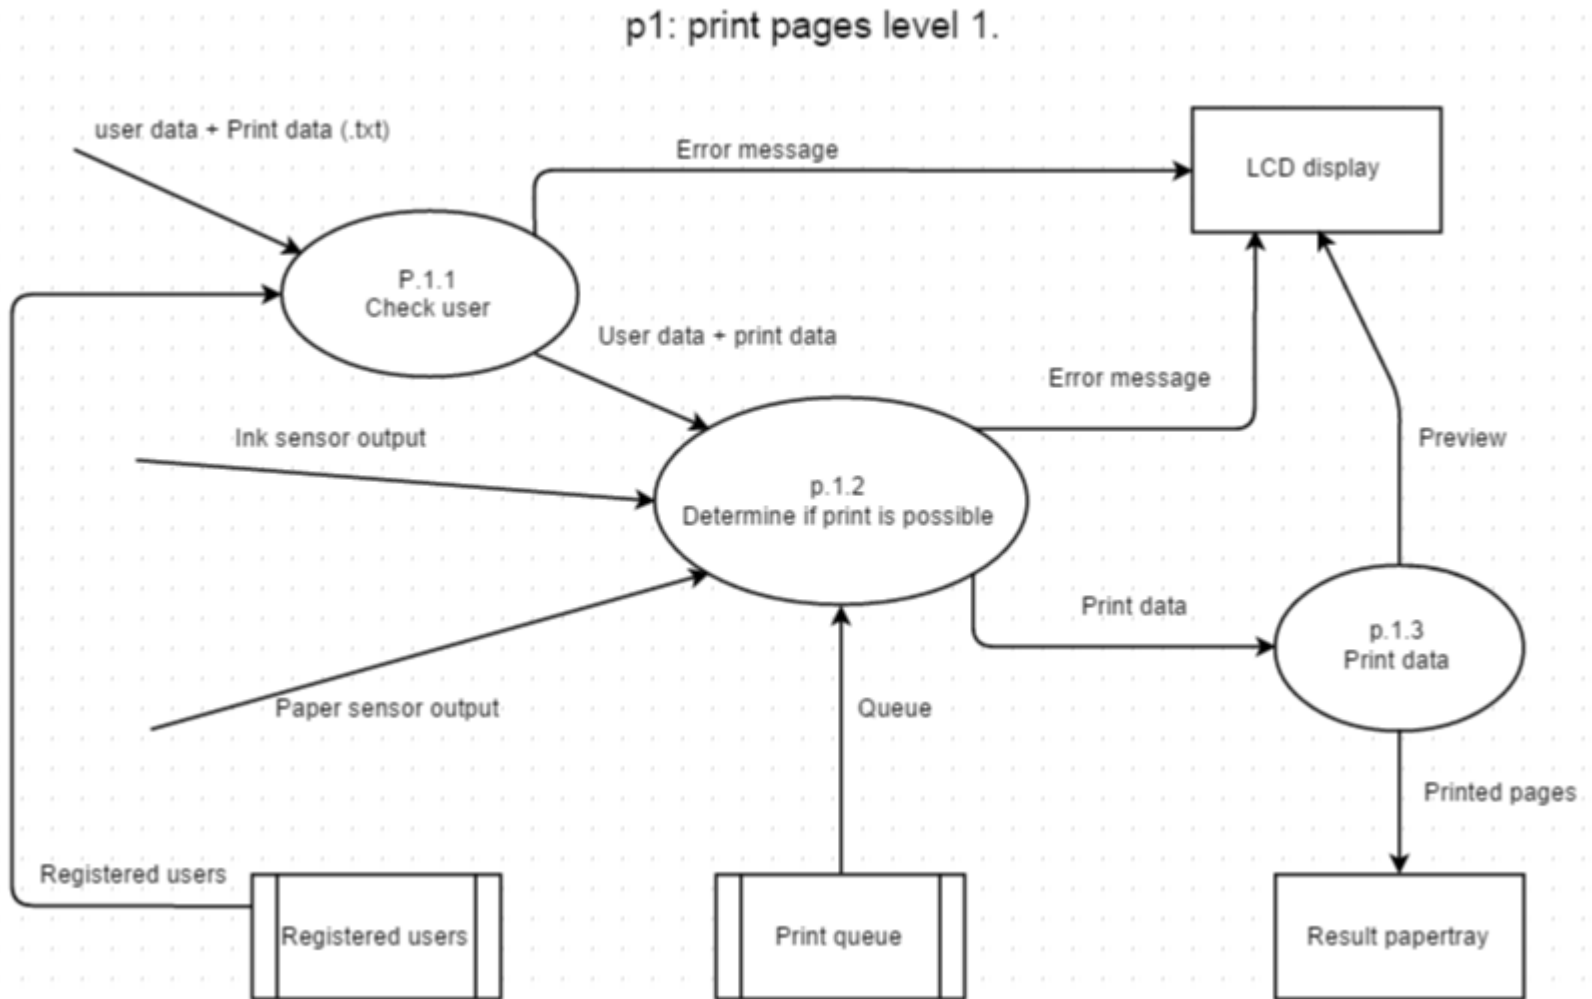 p1: print pages level 1.
user data + Print data (.txt)
Error message
LCD display
P.1.1
Check user
User data + print data
Error message
Ink sensor output
Preview
p.1.2
Determine if print is possible
Print data
p.1.3
Print data
Paper sensor output
Queue
Printed pages
Registered users
Registered users
Print queue
Result papertray